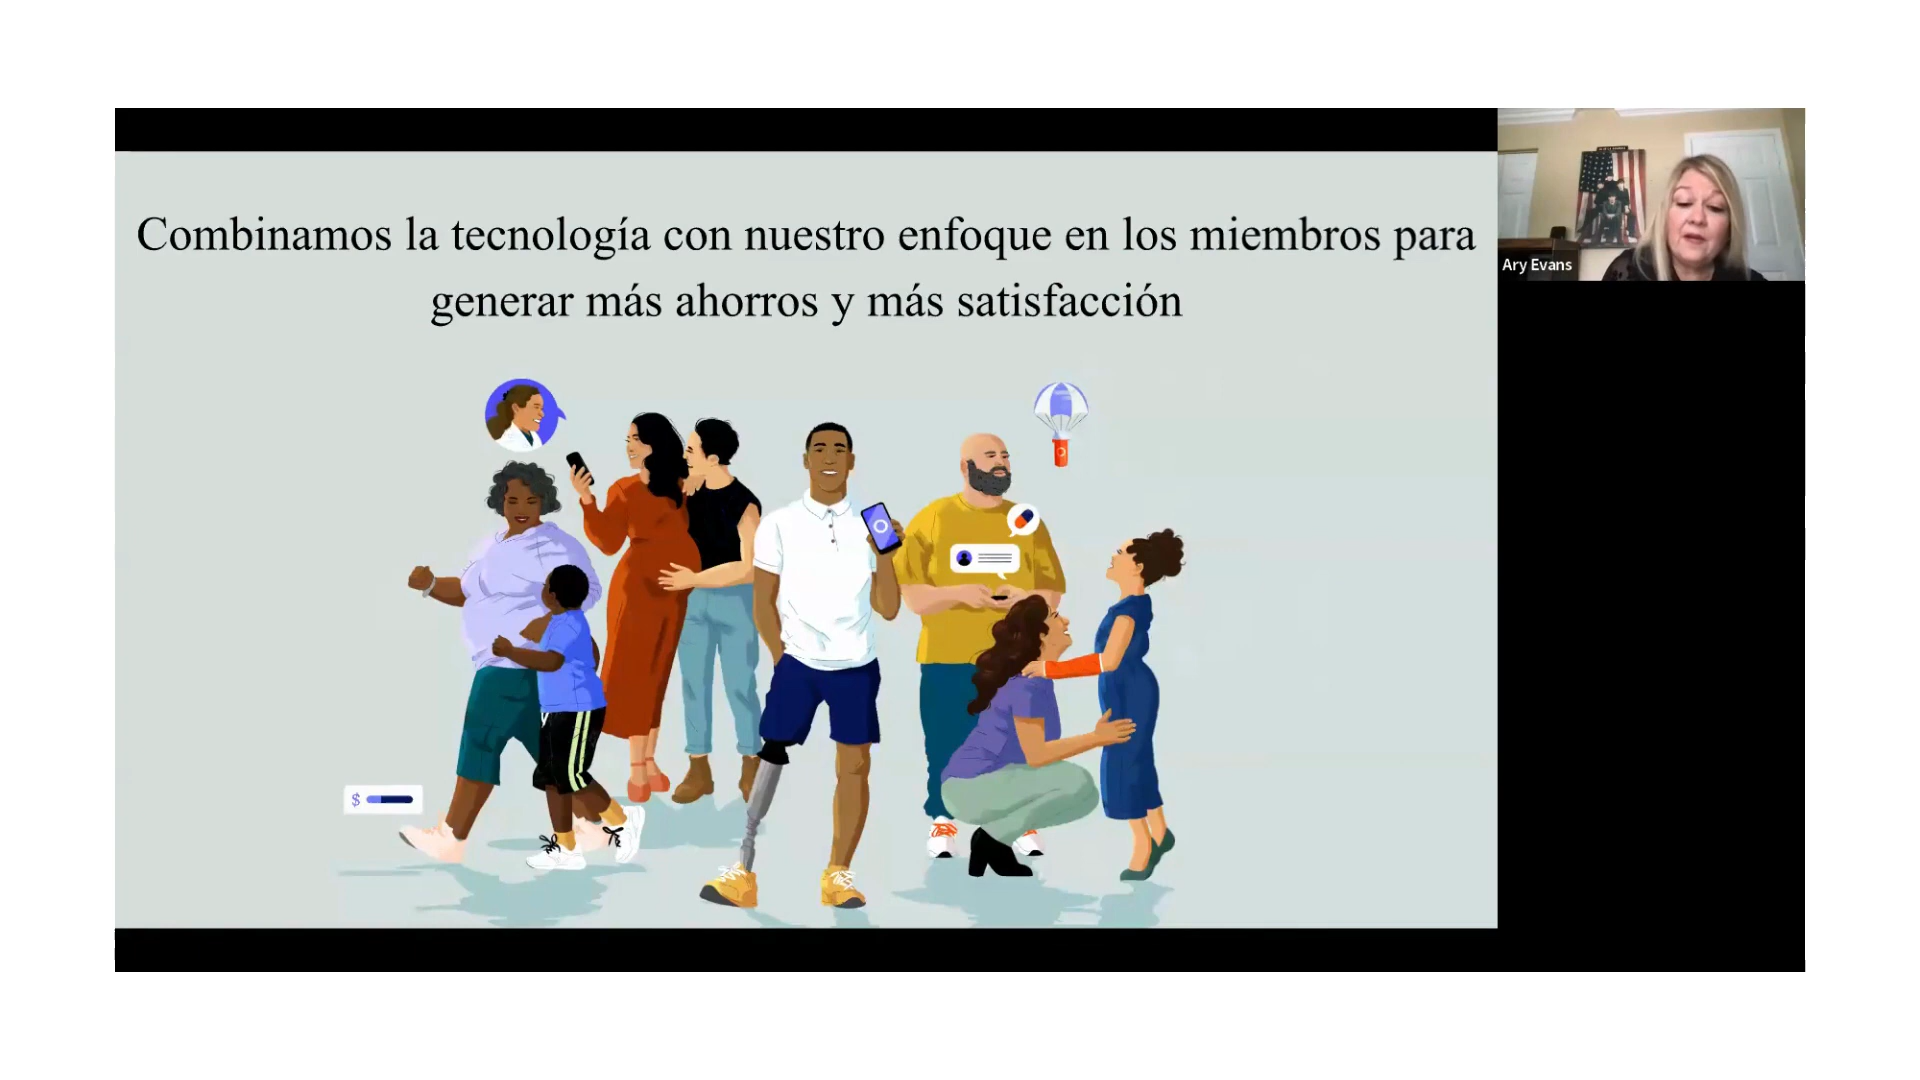 Combinamos la tecnología con nuestro enfoque en los miembros para
generar más ahorros y más satisfacción
Ary Evans
$